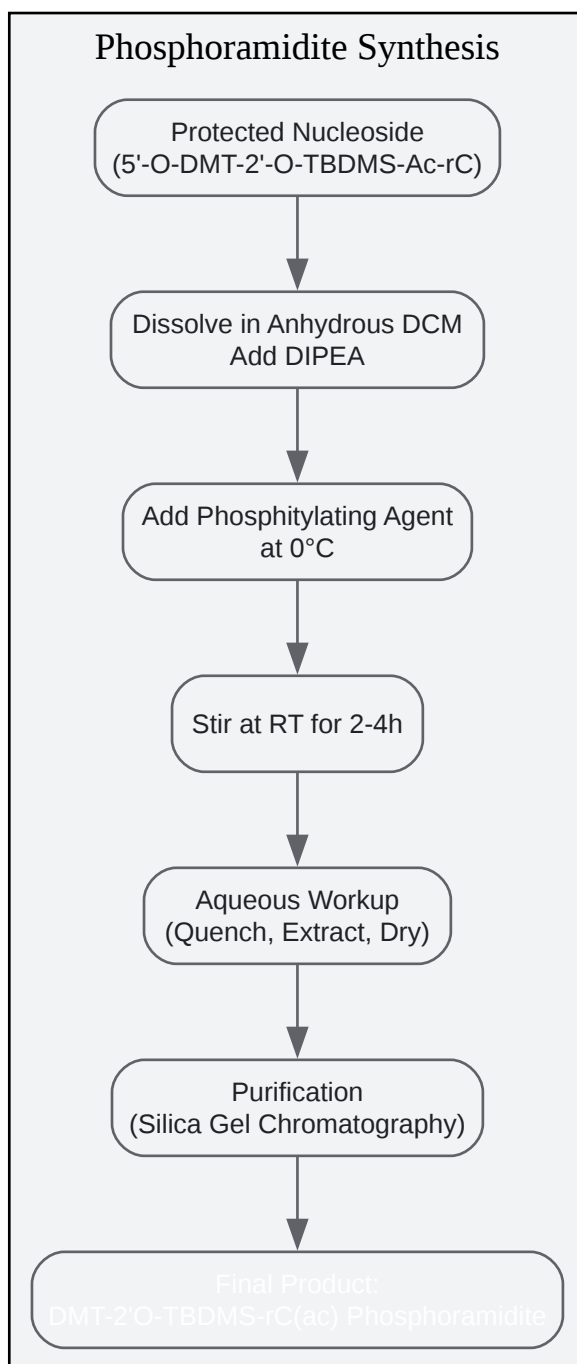 Phosphoramidite Synthesis
Protected Nucleoside
(5'-O-DMT-2'-O-TBDMS-Ac-rC)
Dissolve in Anhydrous DCM
Add DIPEA
Add Phosphitylating Agent
at 0°C
Stir at RT for 2-4h
Aqueous Workup
(Quench, Extract, Dry)
Purification
(Silica Gel Chromatography)
Final Product:
DMT-2'O-TBDMS-rC(ac) Phosphoramidite